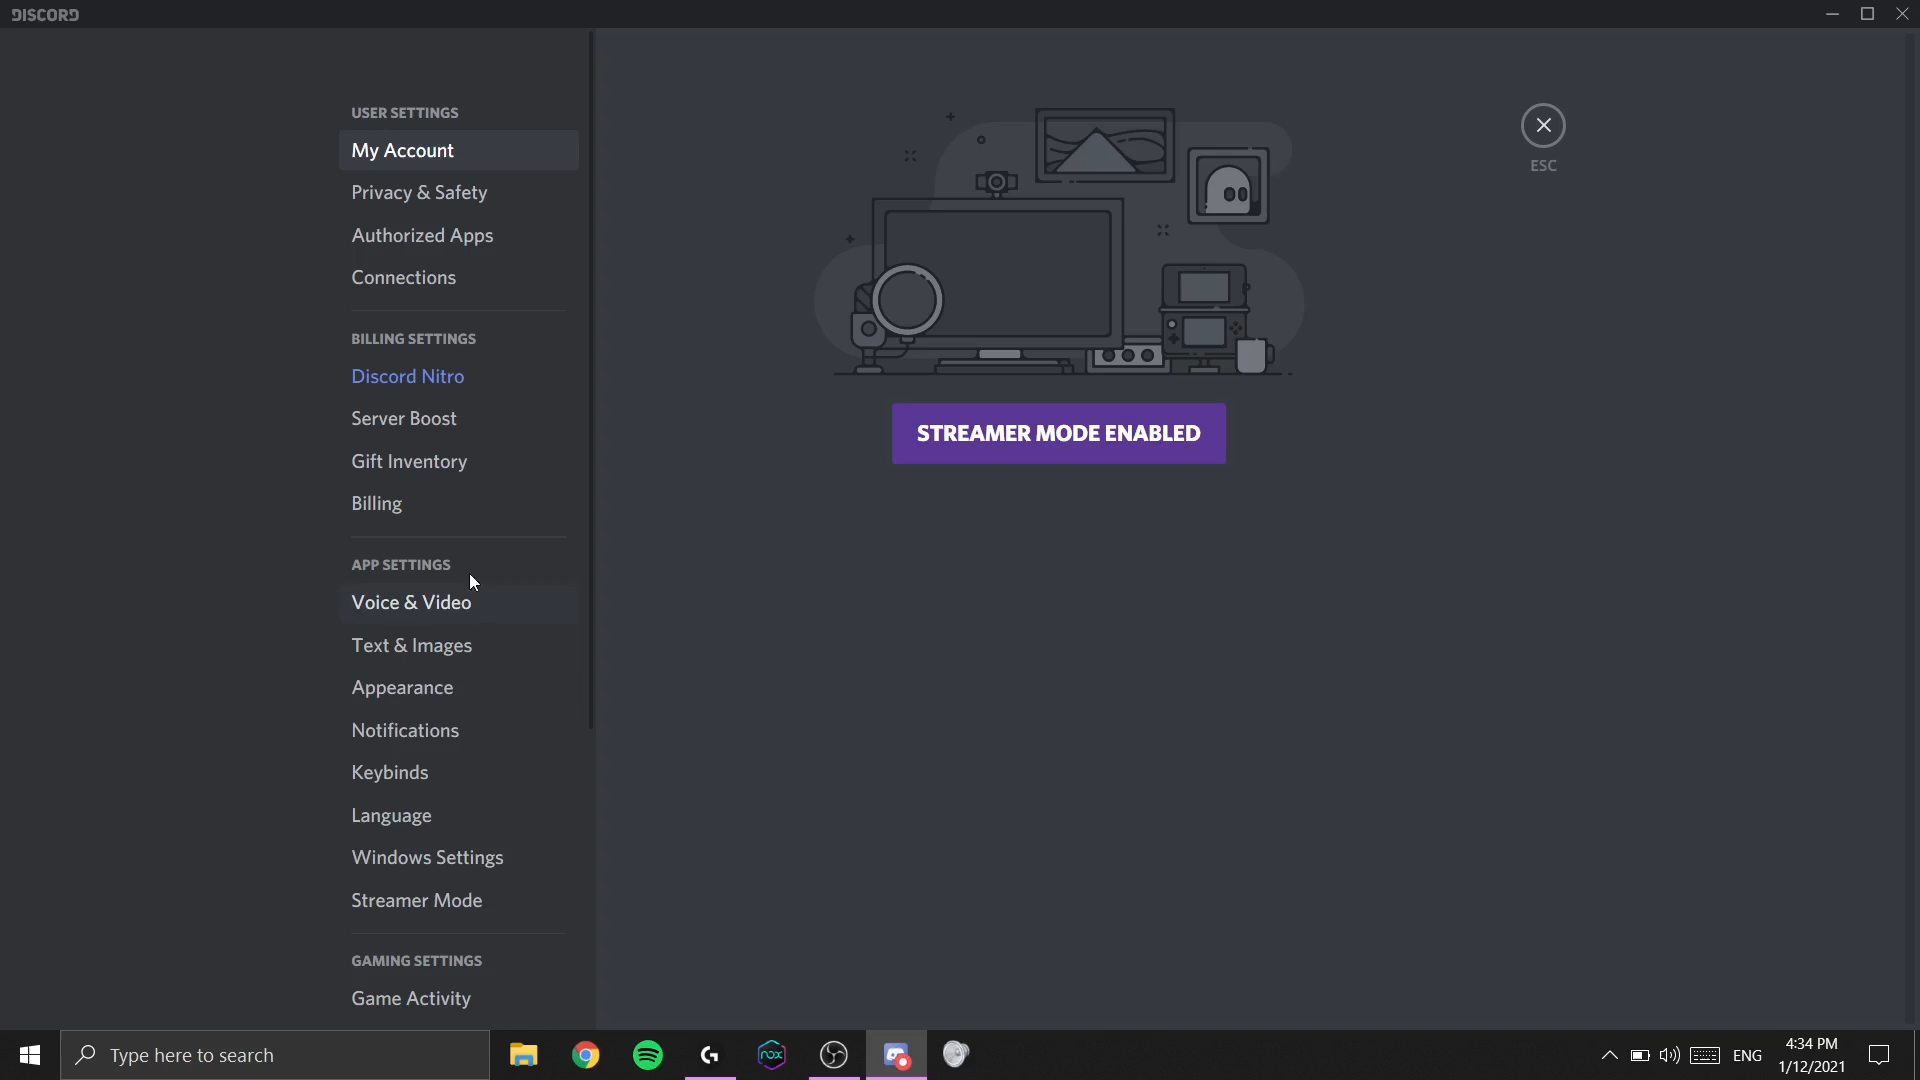 DISCORD
USER SETTINGS
My Account
Privacy & Safety
Authorized Apps
Connections
BILLING SETTINGS
Discord Nitro
Server Boost
Gift Inventory
Billing
APP SETTINGS
Voice & Video
Text & Images
Appearance
Notifications
Keybinds
Language
Windows Settings
Streamer Mode
GAMING SETTINGS
Game Activity
STREAMER MODE ENABLED
ESC
Type here to search
nox
ENG
4:34 PM
1/12/2021